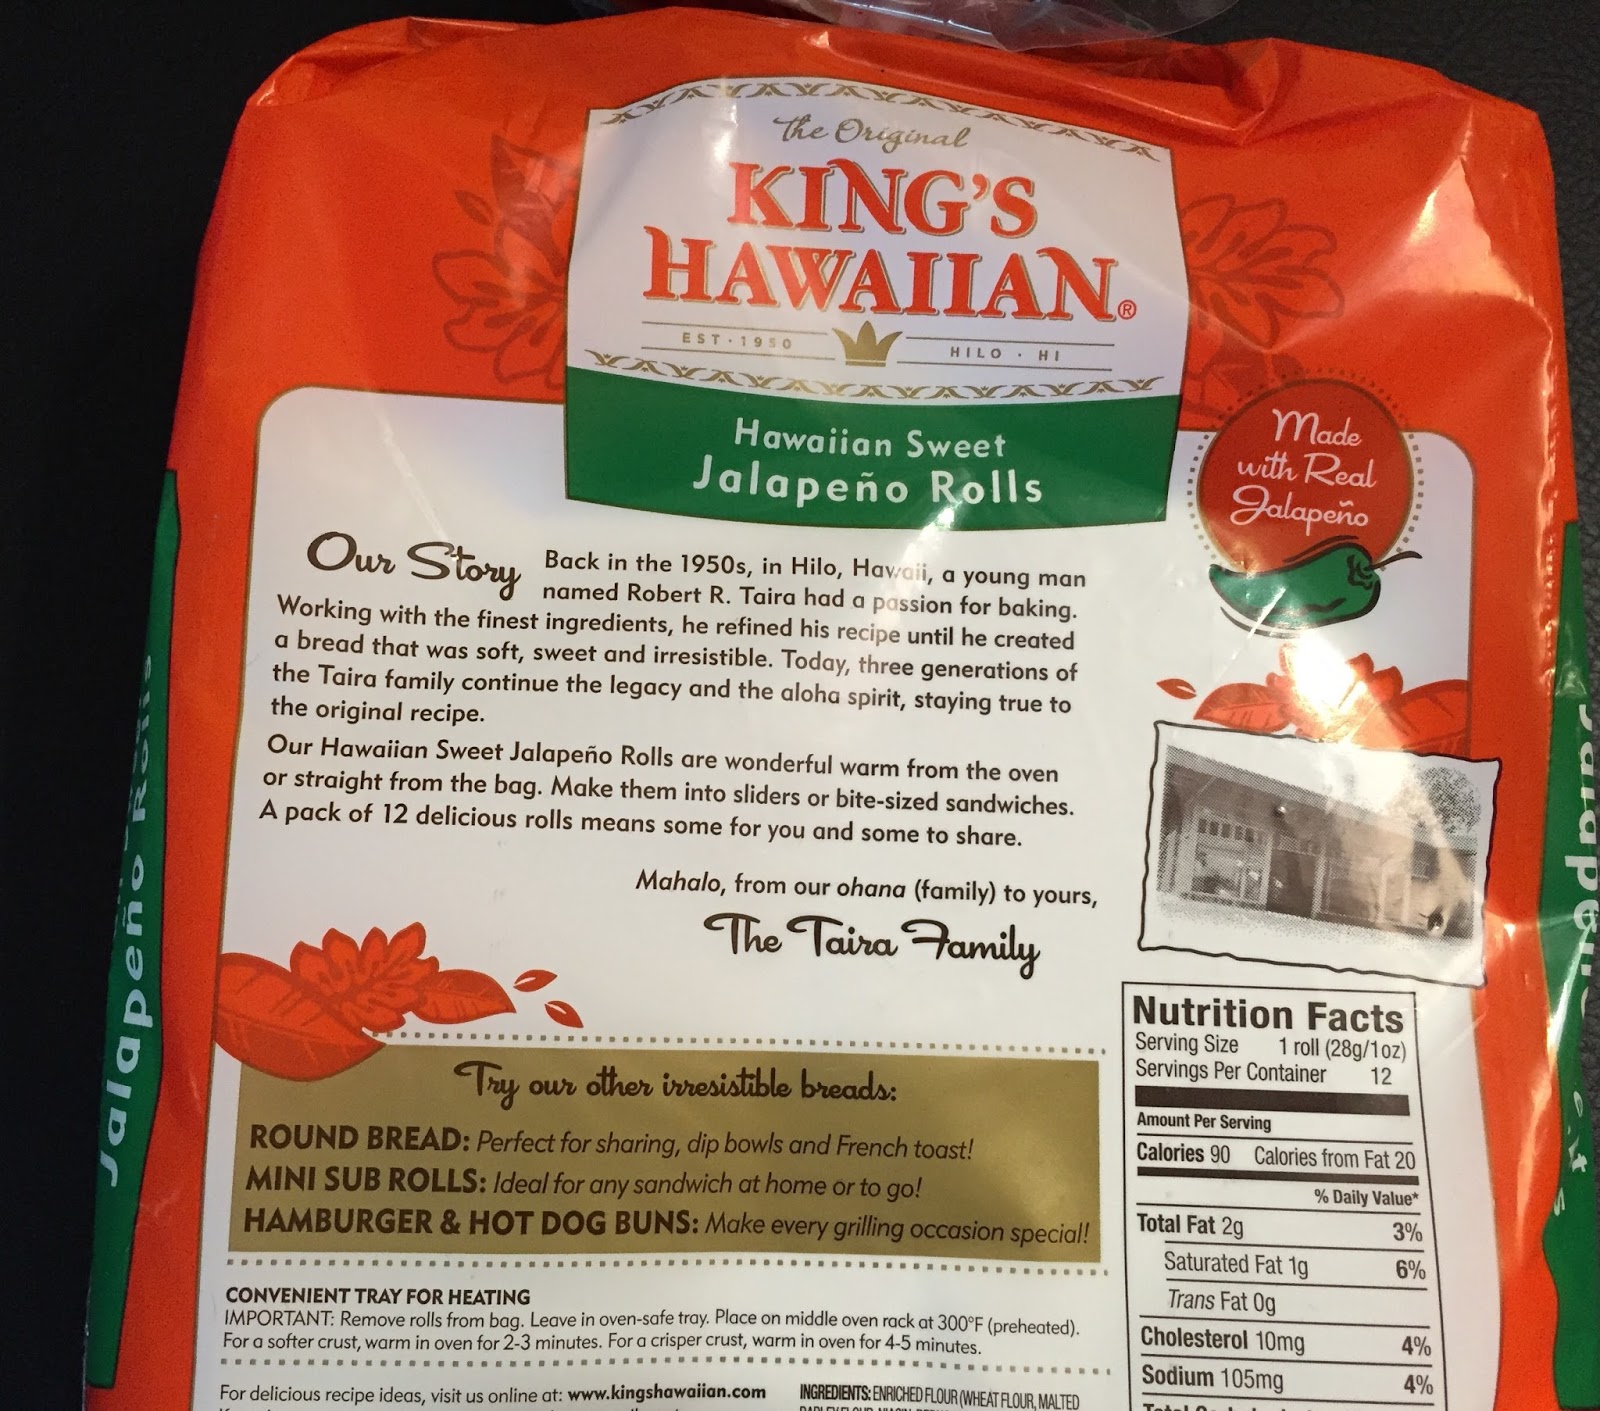 The Original
KING'S
HAWAIIAN®
EST·1950
HILO · HI
Hawaiian Sweet
Jalapeño Rolls
Made
with Real
Jalapeño
Our Story
Back in the 1950s, in Hilo, Hawaii, a young man
named Robert R. Taira had a passion for baking.
Working with the finest ingredients, he refined his recipe until he created
a bread that was soft, sweet and irresistible. Today, three generations of
the Taira family continue the legacy and the aloha spirit, staying true to
the original recipe.
Our Hawaiian Sweet Jalapeño Rolls are wonderful warm from the oven
or straight from the bag. Make them into sliders or bite-sized sandwiches.
A pack of 12 delicious rolls means some for you and some to share.
Mahalo, from our ohana (family) to yours,
The Taira Family
Try our other irresistible breads:
ROUND BREAD: Perfect for sharing, dip bowls and French toast!
MINI SUB ROLLS: Ideal for any sandwich at home or to go!
HAMBURGER & HOT DOG BUNS: Make every grilling occasion special!
CONVENIENT TRAY FOR HEATING
IMPORTANT: Remove rolls from bag. Leave in oven-safe tray. Place on middle oven rack at 300°F (preheated).
For a softer crust, warm in oven for 2-3 minutes. For a crisper crust, warm in oven for 4-5 minutes.
For delicious recipe ideas, visit us online at: www.kingshawaiian.com
INGREDIENTS: ENRICHED FLOUR (WHEAT FLOUR, MALTED
Nutrition Facts
Serving Size 1 roll (28g/1oz)
Servings Per Container 12
Amount Per Serving
Calories 90 Calories from Fat 20
% Daily Value*
Total Fat 2g 3%
Saturated Fat 1g 6%
Trans Fat 0g
Cholesterol 10mg 4%
Sodium 105mg 4%
Jalapeño Rolls